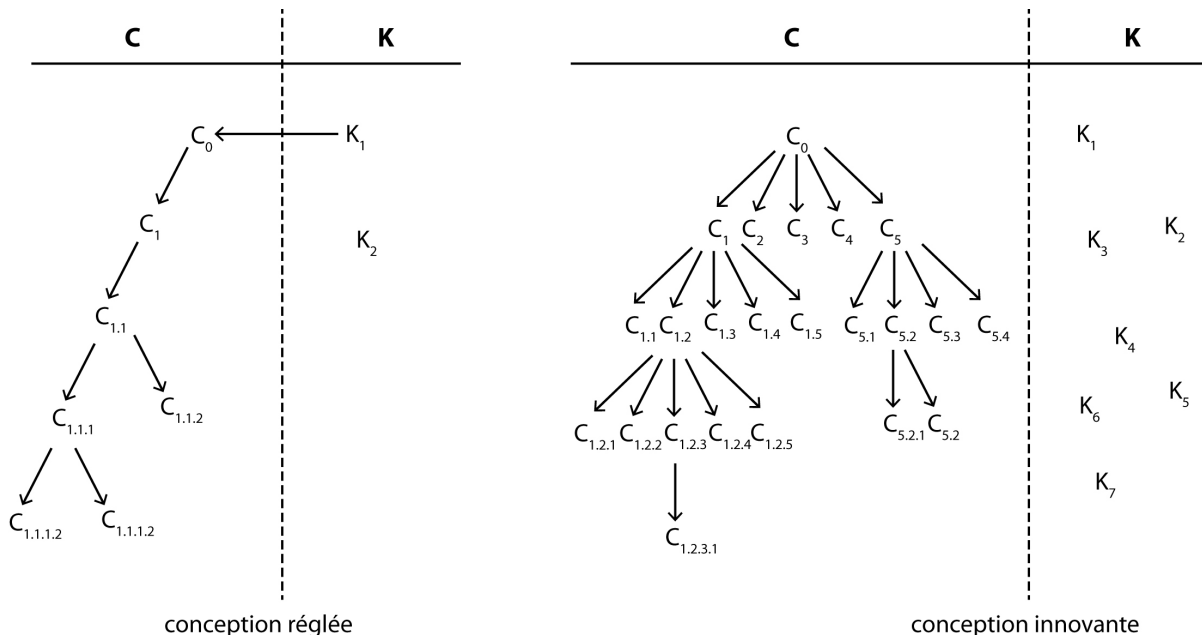 C K
C₀ K₁
C₁ K₂
C₁.₁
C₁.₁.₁ C₁.₁.₂
C₁.₁.₁.₂ C₁.₁.₁.₂
conception réglée
C K
C₀ K₁
C₁ C₂ C₃ C₄ C₅ K₃ K₂
C₁.₁ C₁.₂ C₁.₃ C₁.₄ C₁.₅ C₅.₁ C₅.₂ C₅.₃ C₅.₄ K₄
C₁.₂.₁ C₁.₂.₂ C₁.₂.₃ C₁.₂.₄ C₁.₂.₅ C₅.₂.₁ C₅.₂ K₆ K₅
K₇
C₁.₂.₃.₁
conception innovante